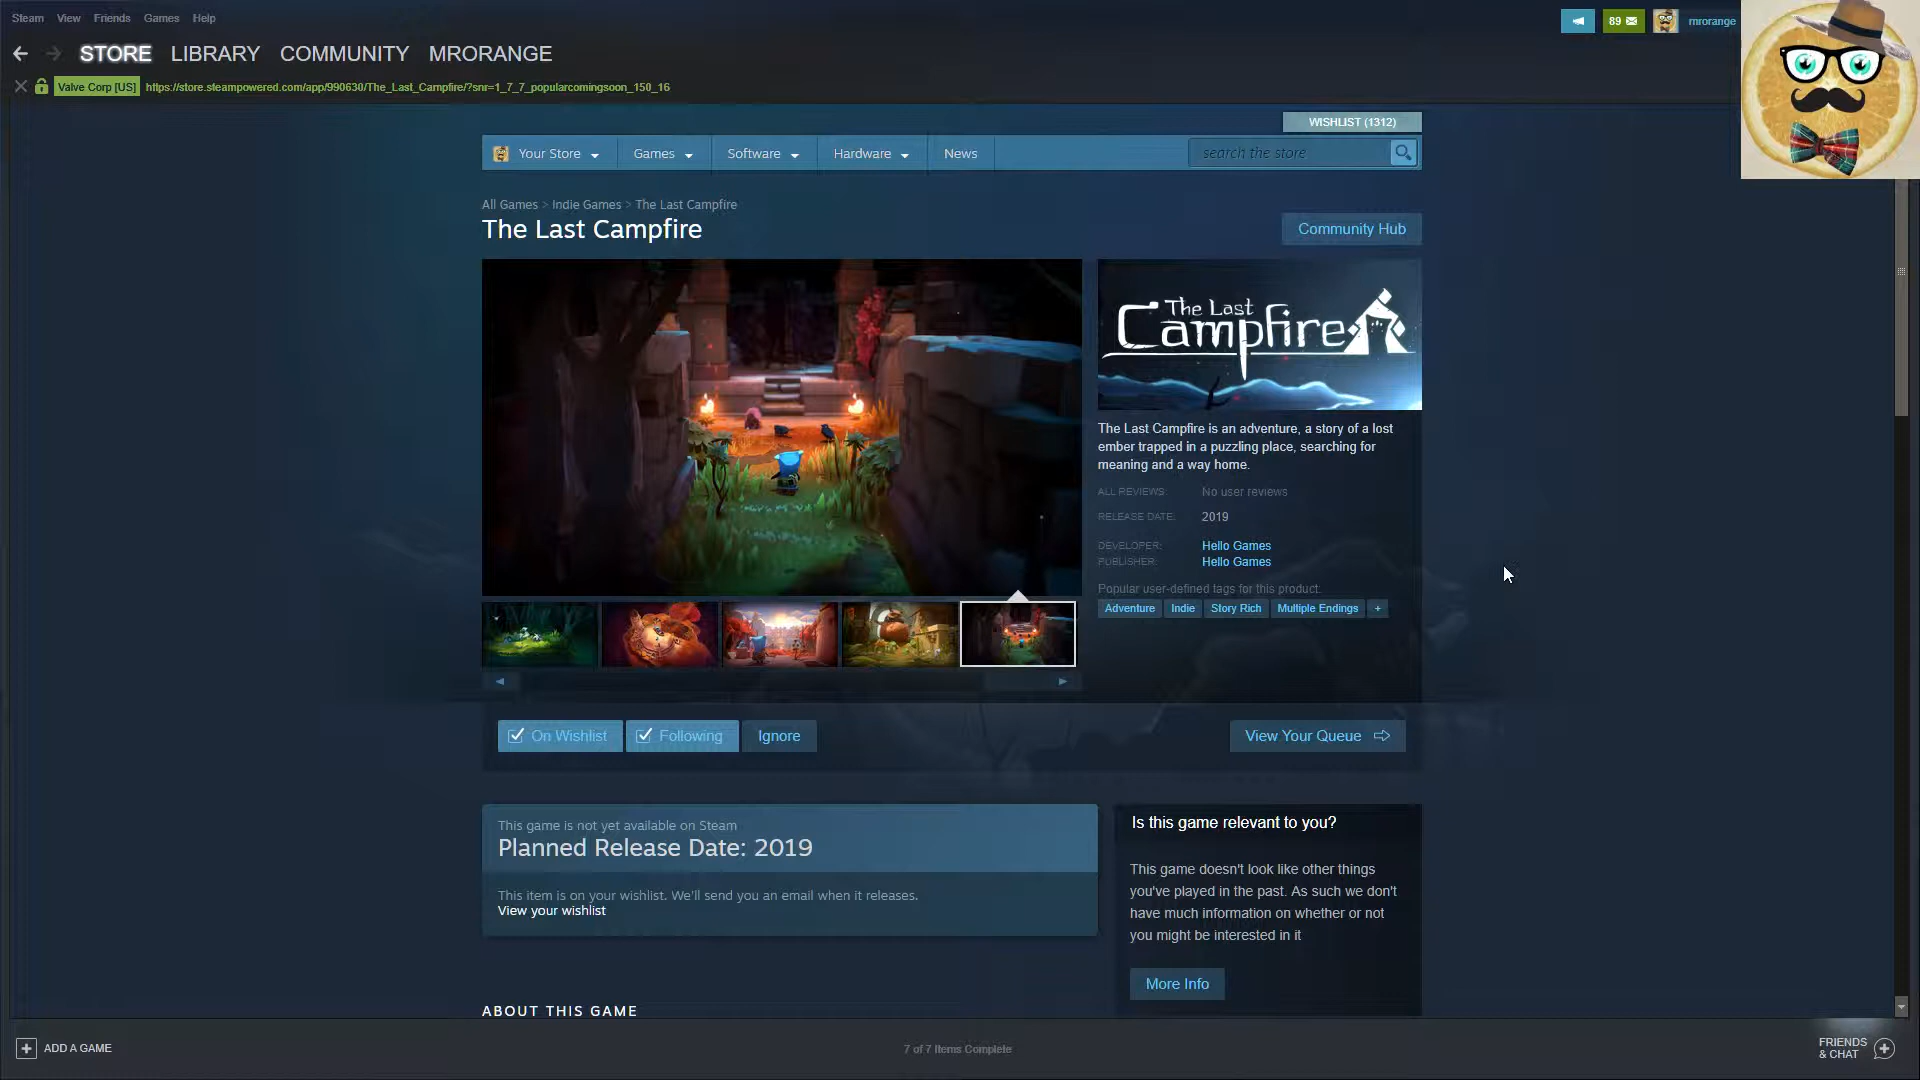 Steam View Friends Games Help
89
mrorange
STORE LIBRARY COMMUNITY MRORANGE
Valve Corp [US] https://store.steampowered.com/app/990630/The_Last_Campfire/?snr=1_7_7_popularcomingsoon_150_16
WISHLIST (1312)
Your Store Games Software Hardware News search the store
All Games > Indie Games > The Last Campfire
The Last Campfire
Community Hub
The Last
Campfire
The Last Campfire is an adventure, a story of a lost
ember trapped in a puzzling place, searching for
meaning and a way home.
ALL REVIEWS: No user reviews
RELEASE DATE: 2019
DEVELOPER: Hello Games
PUBLISHER: Hello Games
Popular user-defined tags for this product:
Adventure Indie Story Rich Multiple Endings +
On Wishlist Following Ignore View Your Queue
This game is not yet available on Steam
Planned Release Date: 2019
This item is on your wishlist. We'll send you an email when it releases.
View your wishlist
Is this game relevant to you?
This game doesn't look like other things
you've played in the past. As such we don't
have much information on whether or not
you might be interested in it
More Info
ABOUT THIS GAME
ADD A GAME
7 of 7 Items Complete
FRIENDS
& CHAT